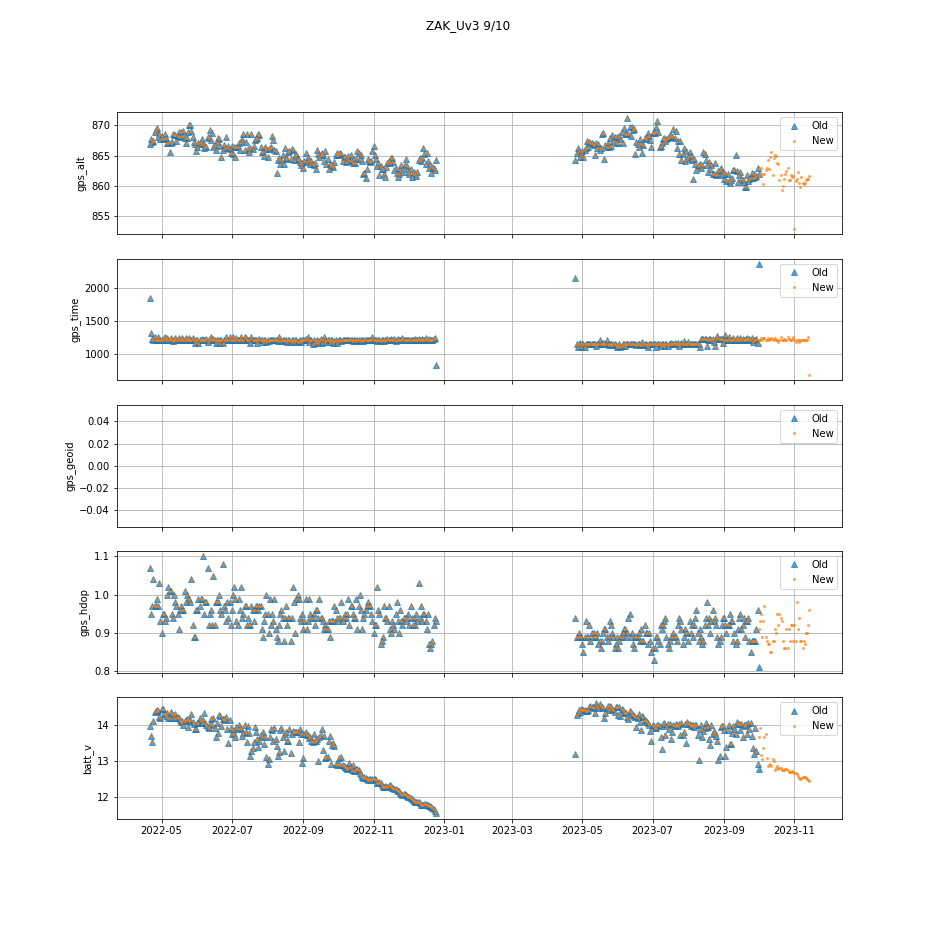 ZAK_Uv3 9/10
870
865
860
855
gps_alt
Old
New
2000
1500
1000
gps_time
Old
New
0.04
0.02
0.00
−0.02
−0.04
gps_geoid
Old
New
1.1
1.0
0.9
0.8
gps_hdop
Old
New
14
13
12
batt_v
Old
New
2022-05 2022-07 2022-09 2022-11 2023-01 2023-03 2023-05 2023-07 2023-09 2023-11